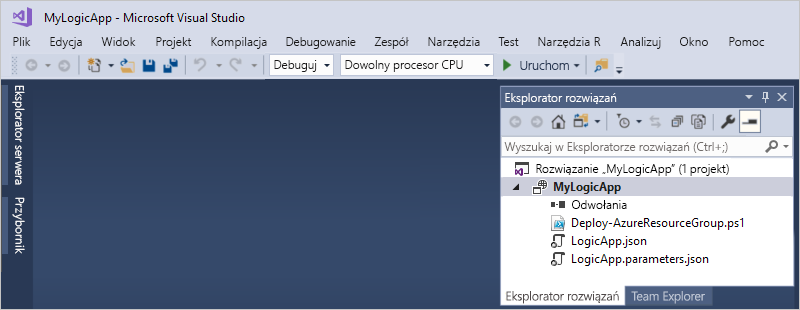 MyLogicApp - Microsoft Visual Studio
Plik Edycja Widok Projekt Kompilacja Debugowanie Zespół Narzędzia Test Narzędzia R Analizuj Okno Pomoc
Debuguj Dowolny procesor CPU Uruchom
Eksplorator serwera
Przybornik
Eksplorator rozwiązań
Wyszukaj w Eksploratorze rozwiązań (Ctrl+;)
Rozwiązanie „MyLogicApp” (1 projekt)
MyLogicApp
Odwołania
Deploy-AzureResourceGroup.ps1
LogicApp.json
LogicApp.parameters.json
Eksplorator rozwiązań Team Explorer